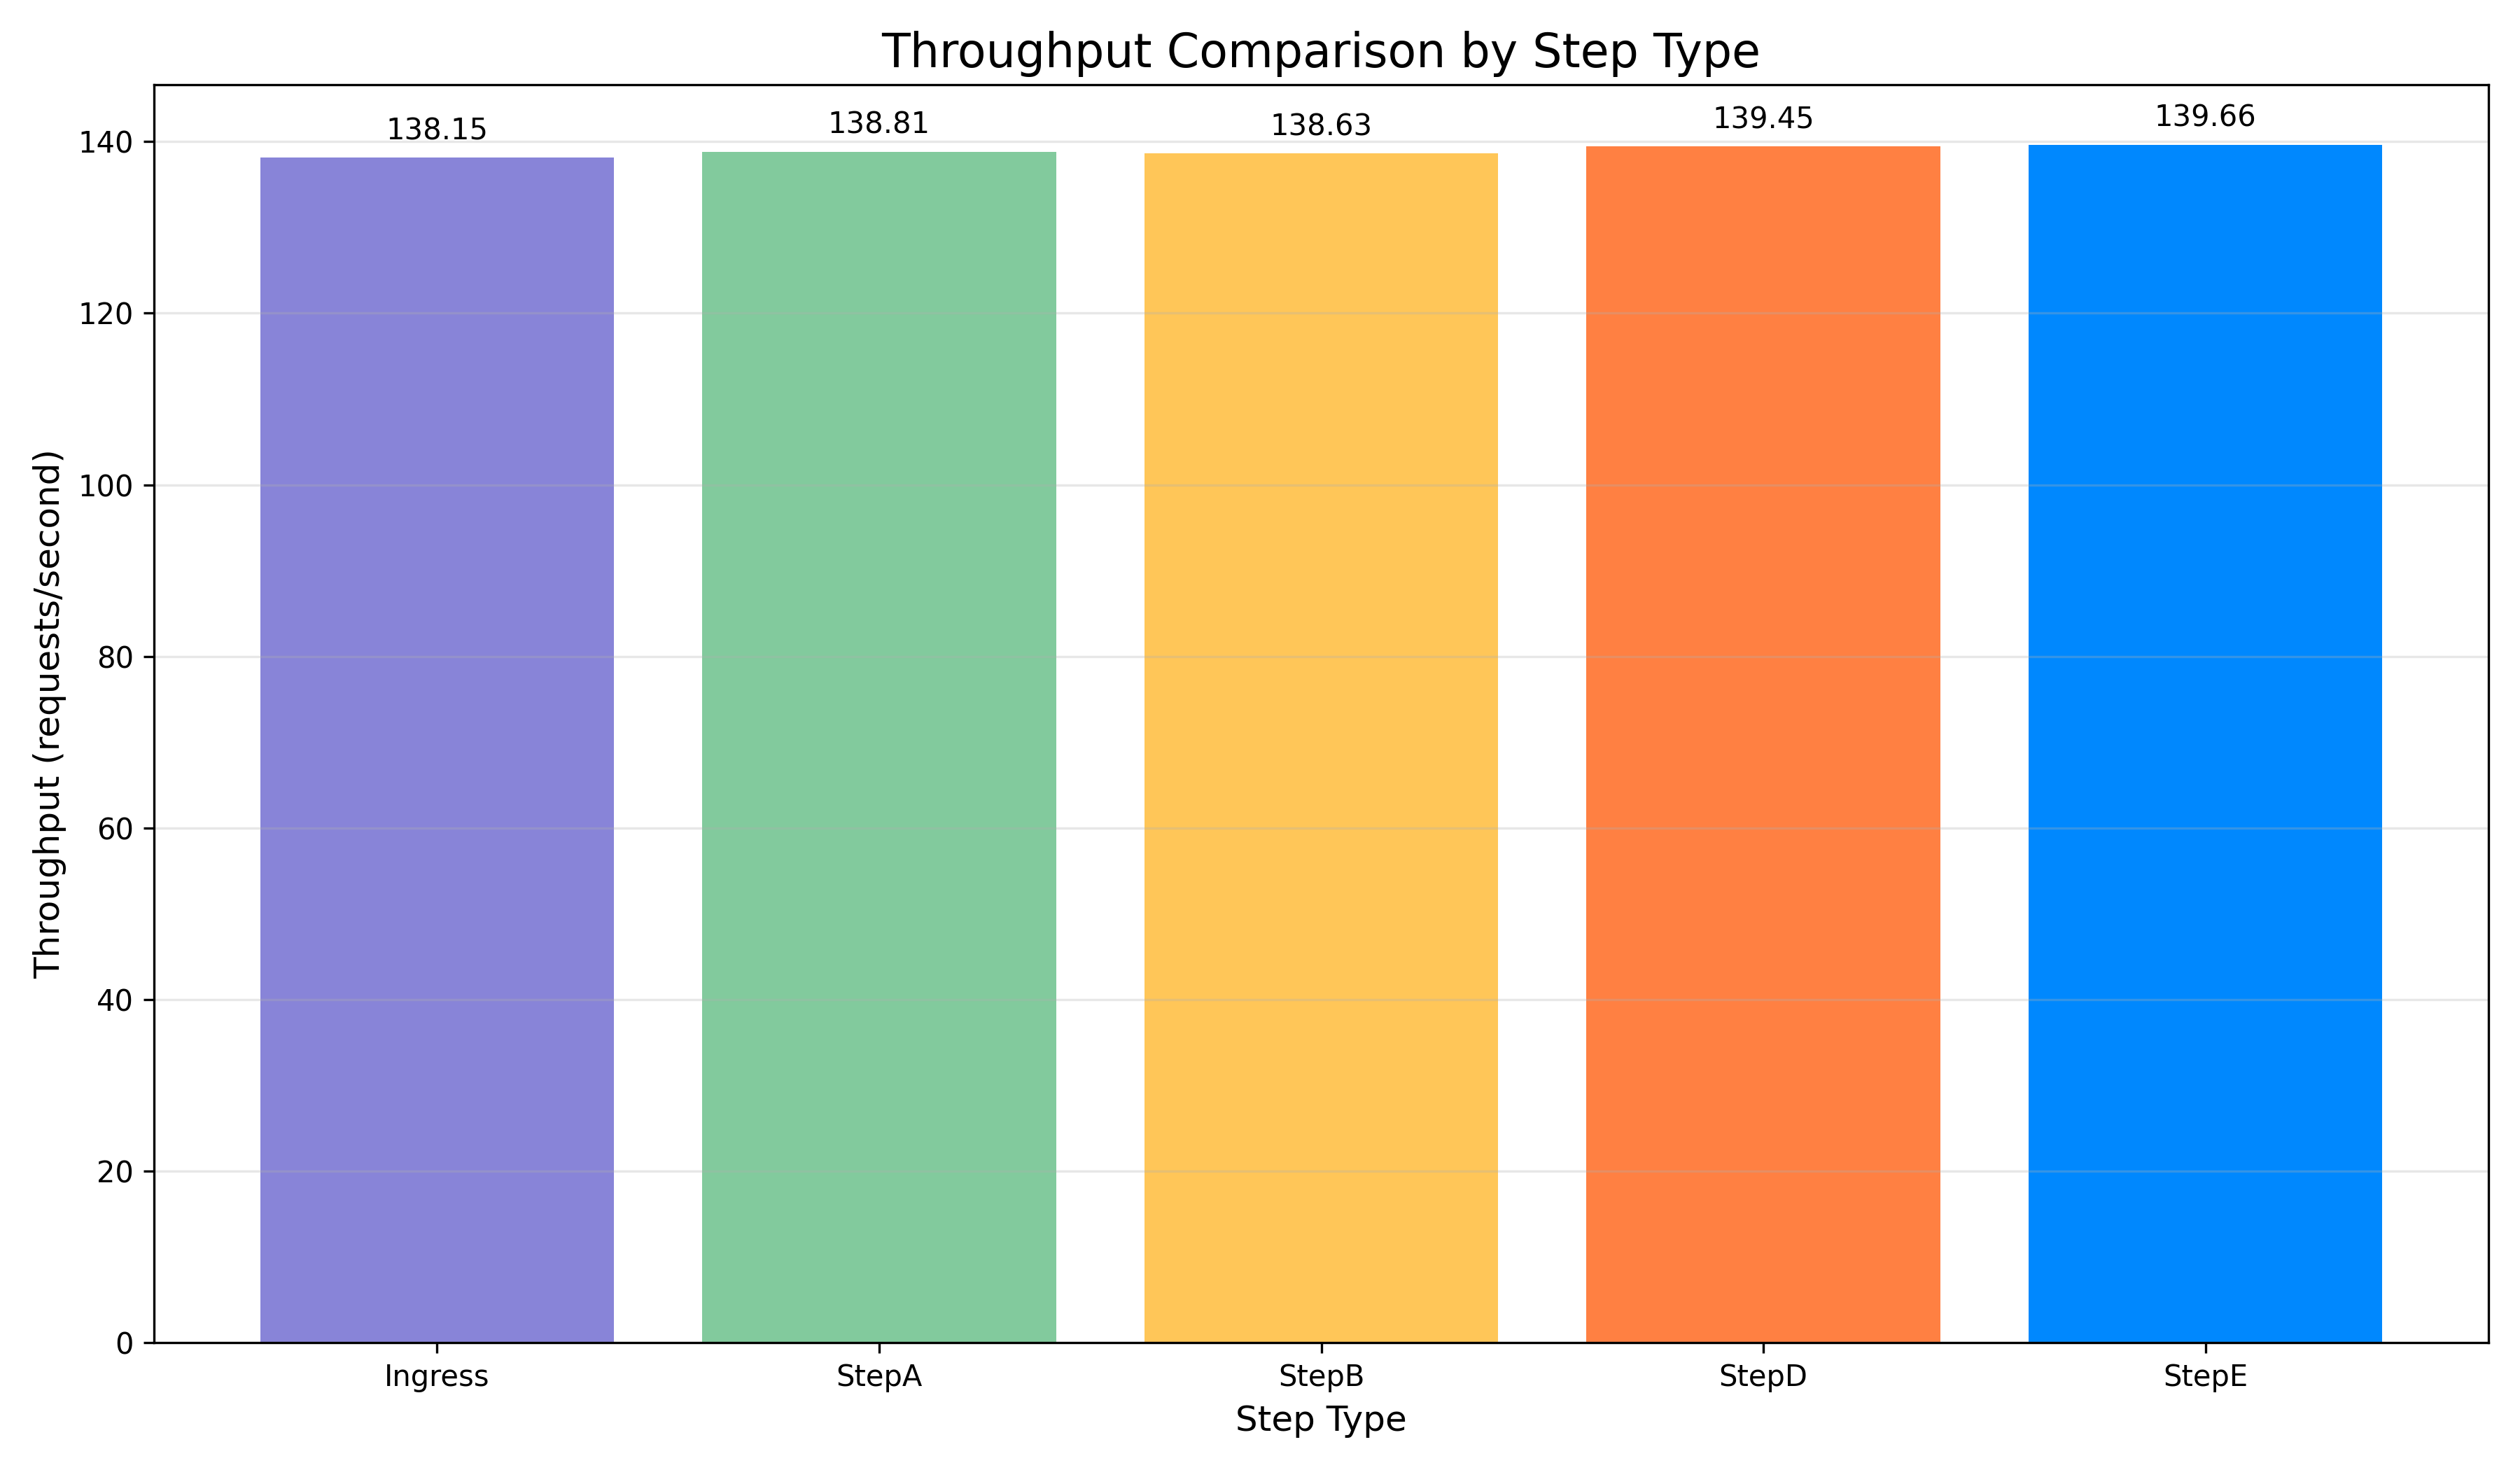 Throughput Comparison by Step Type
138.15
138.81
138.63
139.45
139.66
140
120
100
80
60
40
20
0
Throughput (requests/second)
Ingress
StepA
StepB
StepD
StepE
Step Type